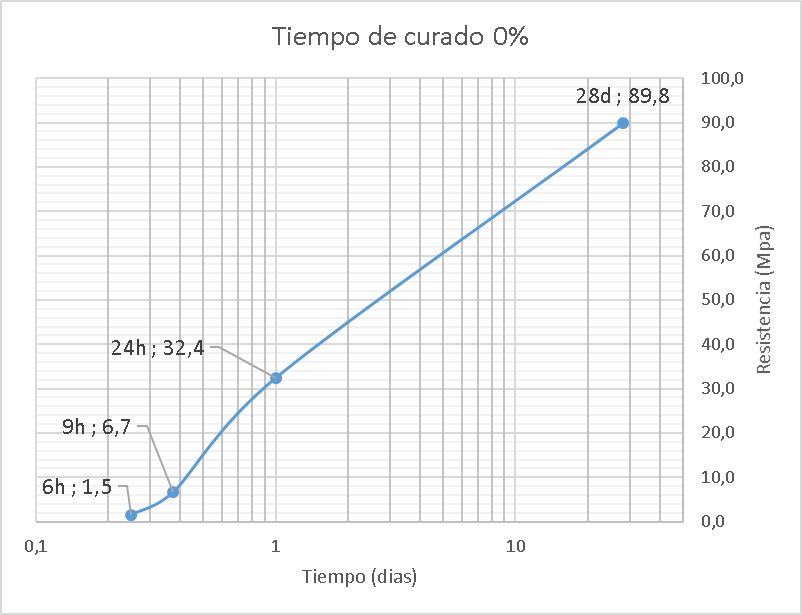 Tiempo de curado 0%
28d ; 89,8
24h ; 32,4
9h ; 6,7
6h ; 1,5
100,0
90,0
80,0
70,0
60,0
50,0
40,0
30,0
20,0
10,0
0,0
Resistencia (Mpa)
0,1
1
10
Tiempo (dias)